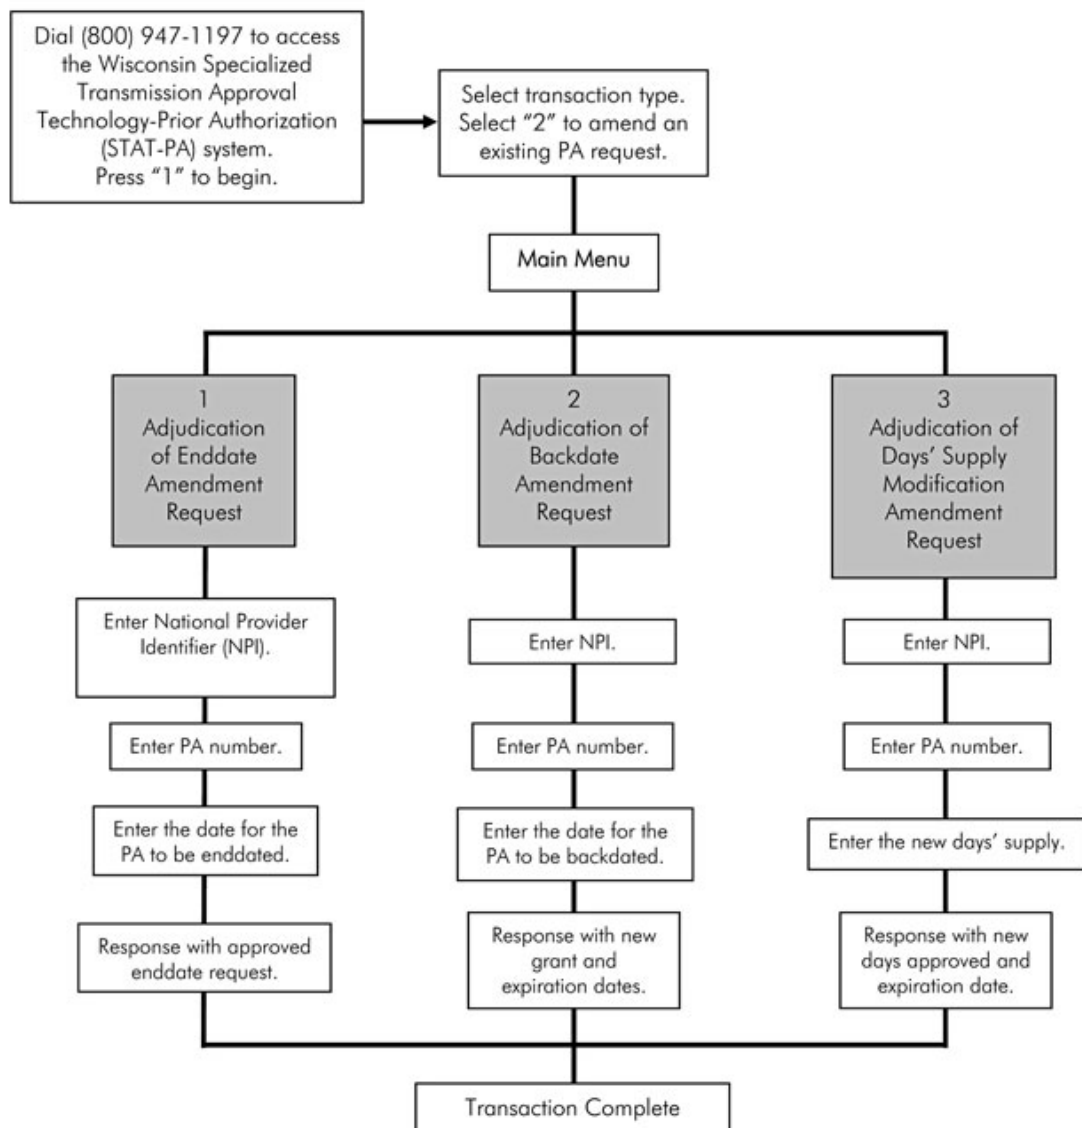 Dial (800) 947-1197 to access
the Wisconsin Specialized
Transmission Approval
Technology-Prior Authorization
(STAT-PA) system.
Press “1” to begin.
Select transaction type.
Select “2” to amend an
existing PA request.
Main Menu
1
Adjudication
of Enddate
Amendment
Request
Enter National Provider
Identifier (NPI).
Enter PA number.
Enter the date for the
PA to be enddated.
Response with approved
enddate request.
2
Adjudication of
Backdate
Amendment
Request
Enter NPI.
Enter PA number.
Enter the date for the
PA to be backdated.
Response with new
grant and
expiration dates.
3
Adjudication of
Days’ Supply
Modification
Amendment
Request
Enter NPI.
Enter PA number.
Enter the new days’ supply.
Response with new
days approved and
expiration date.
Transaction Complete